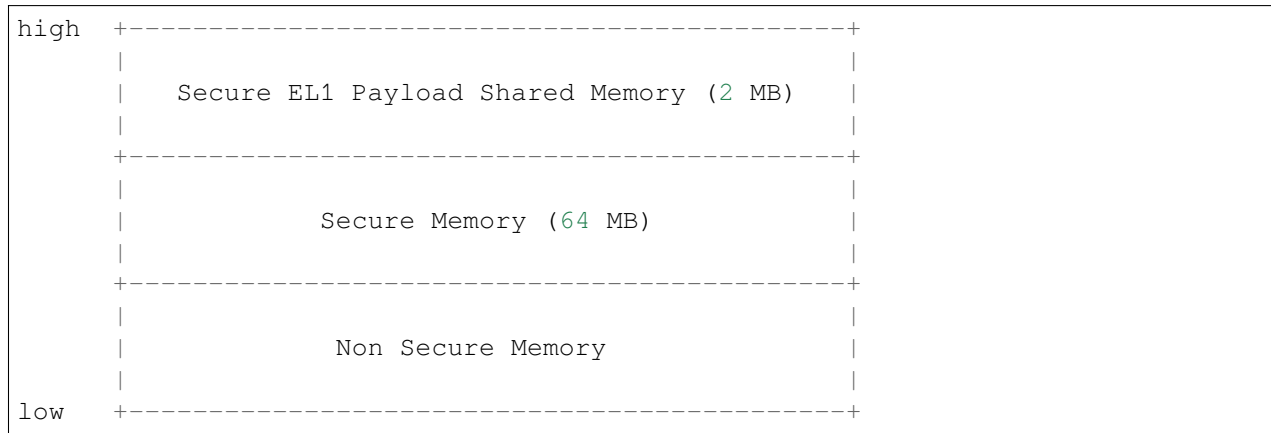 high  +---------------------------------------------+
      |                                             |
      |   Secure EL1 Payload Shared Memory (2 MB)   |
      |                                             |
      +---------------------------------------------+
      |                                             |
      |            Secure Memory (64 MB)            |
      |                                             |
      +---------------------------------------------+
      |                                             |
      |             Non Secure Memory               |
      |                                             |
low   +---------------------------------------------+